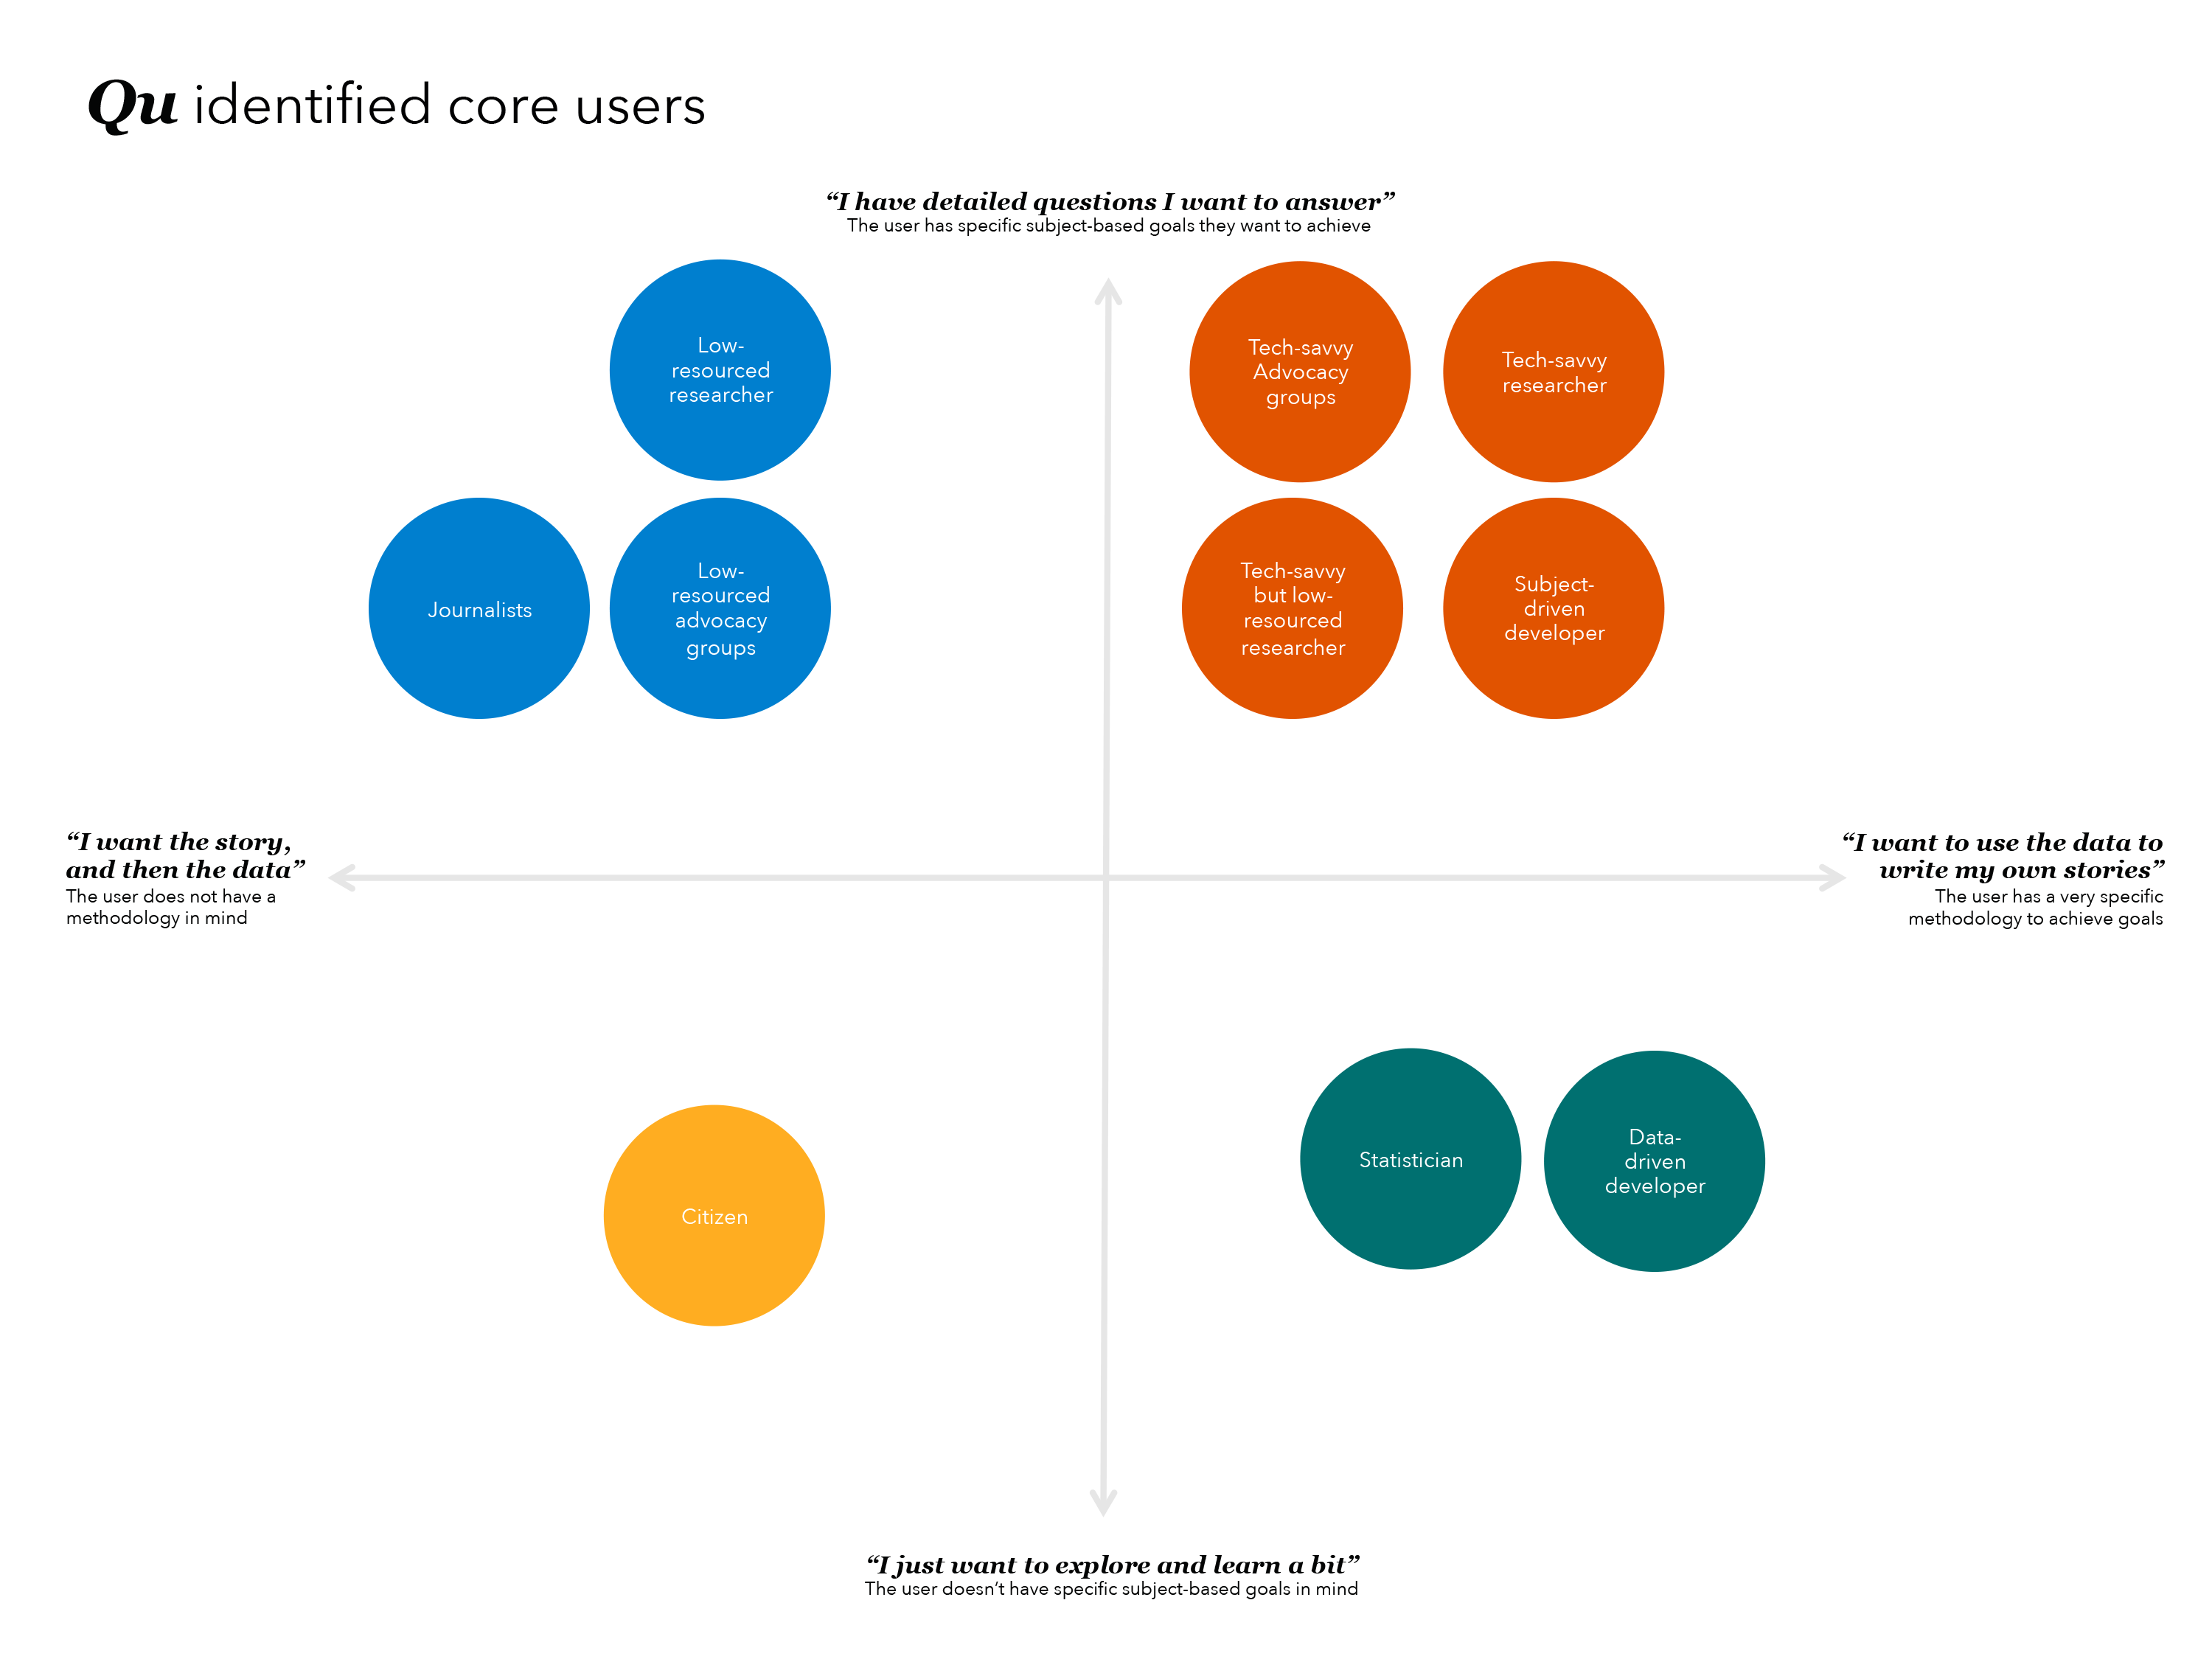 Qu identified core users
“I have detailed questions I want to answer”
The user has specific subject-based goals they want to achieve
Low-
resourced
researcher
Tech-savvy
Advocacy
groups
Tech-savvy
researcher
Journalists
Low-
resourced
advocacy
groups
Tech-savvy
but low-
resourced
researcher
Subject-
driven
developer
“I want the story,
and then the data”
The user does not have a
methodology in mind
“I want to use the data to
write my own stories”
The user has a very specific
methodology to achieve goals
Citizen
Statistician
Data-
driven
developer
“I just want to explore and learn a bit”
The user doesn’t have specific subject-based goals in mind